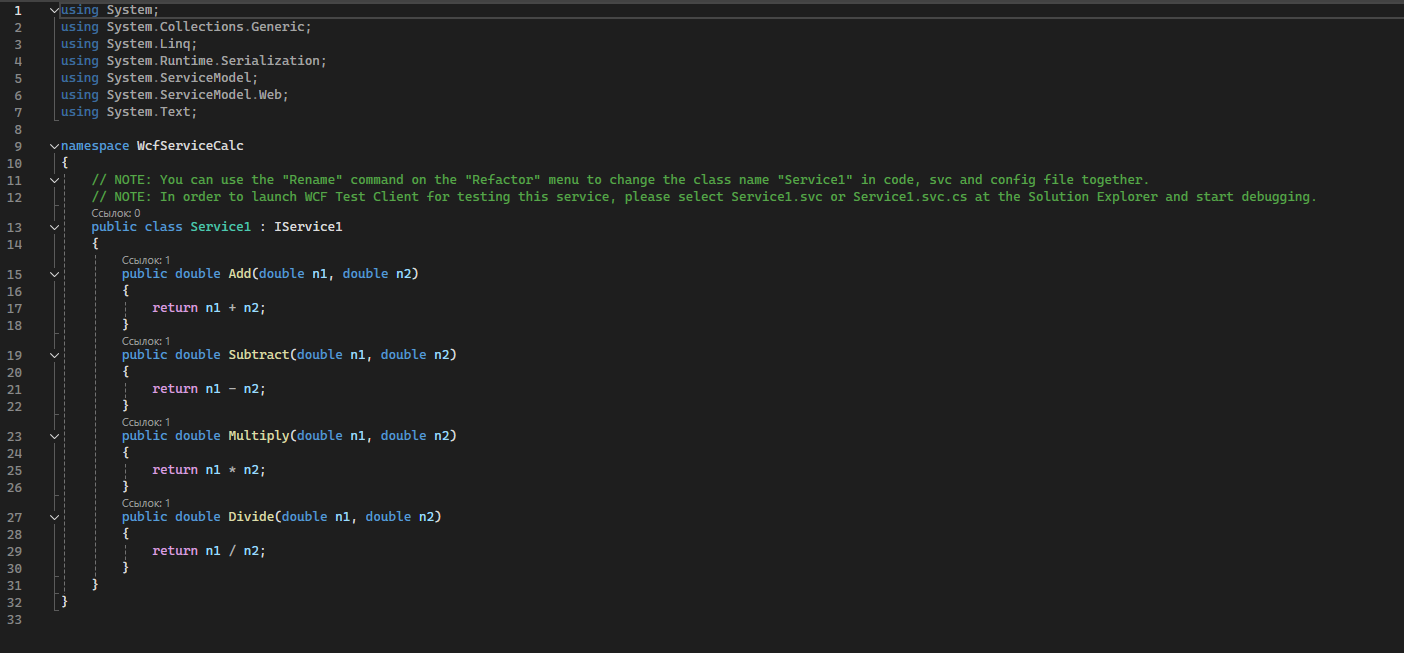 1 using System;
2 using System.Collections.Generic;
3 using System.Linq;
4 using System.Runtime.Serialization;
5 using System.ServiceModel;
6 using System.ServiceModel.Web;
7 using System.Text;
8
9 namespace WcfServiceCalc
10 {
11 // NOTE: You can use the "Rename" command on the "Refactor" menu to change the class name "Service1" in code, svc and config file together.
12 // NOTE: In order to launch WCF Test Client for testing this service, please select Service1.svc or Service1.svc.cs at the Solution Explorer and start debugging.
Ссылок: 0
13 public class Service1 : IService1
14 {
Ссылок: 1
15 public double Add(double n1, double n2)
16 {
17 return n1 + n2;
18 }
Ссылок: 1
19 public double Subtract(double n1, double n2)
20 {
21 return n1 - n2;
22 }
Ссылок: 1
23 public double Multiply(double n1, double n2)
24 {
25 return n1 * n2;
26 }
Ссылок: 1
27 public double Divide(double n1, double n2)
28 {
29 return n1 / n2;
30 }
31 }
32 }
33